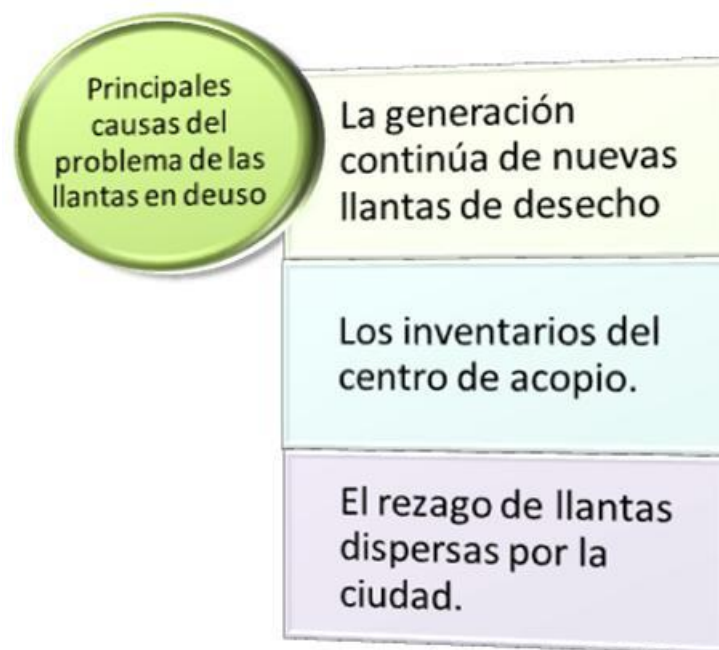 Principales
causas del
problema de las
llantas en deuso
La generación
continúa de nuevas
llantas de desecho
Los inventarios del
centro de acopio.
El rezago de llantas
dispersas por la
ciudad.